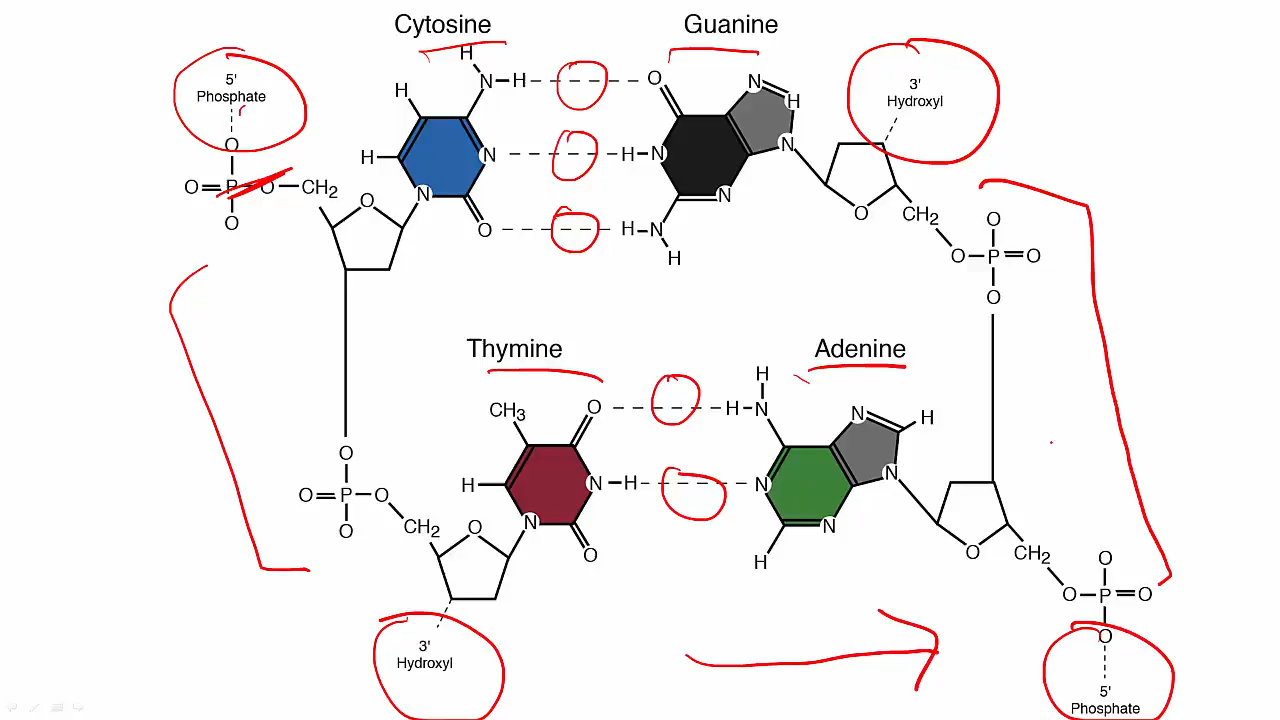 Cytosine
Guanine
5'
Phosphate
3'
Hydroxyl
H
N H
O
N
H
H
O
N
H N
N
H
O=P-O-CH2
N
O
N
O
O
H N
O
CH2
H
O
O P=O
O
Thymine
Adenine
H
CH3
O
H N
N
H
O
H
N H
N
N
O=P-O
O
CH2
O
N
O
H
N
O
CH2
O
O P=O
O
3'
Hydroxyl
5'
Phosphate